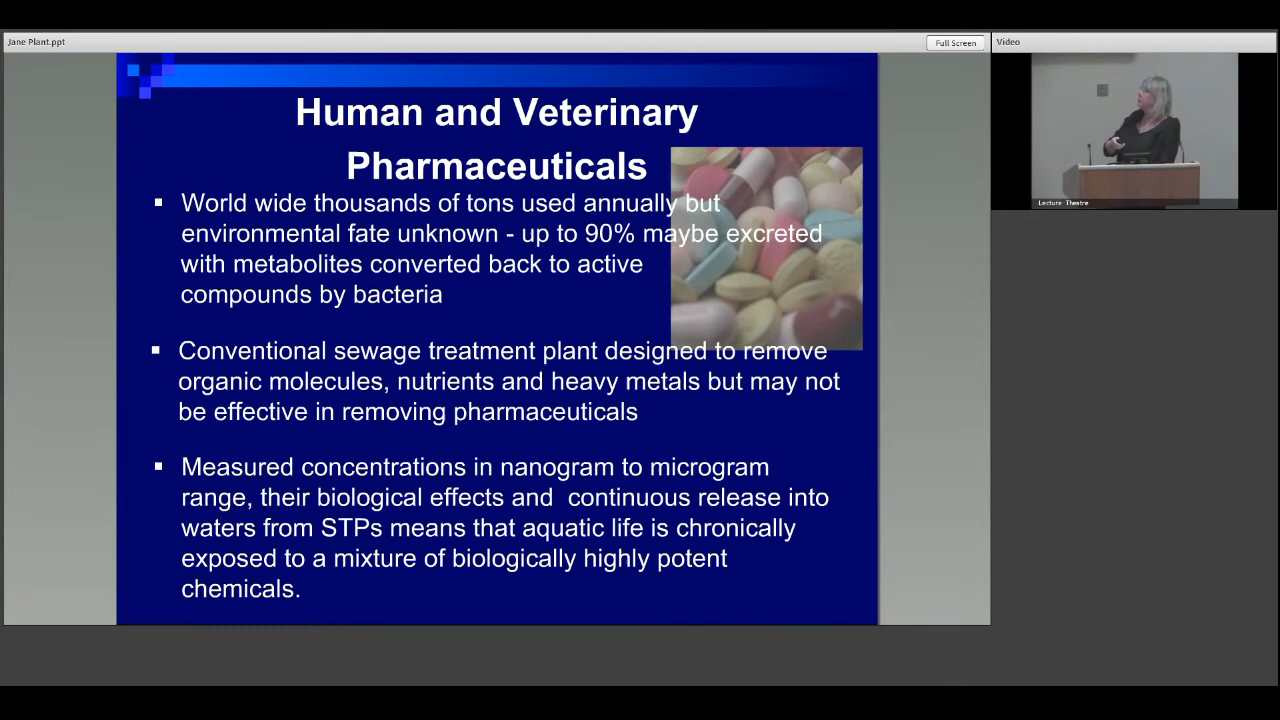 Jane Plant.ppt
Full Screen
Video
Human and Veterinary
Pharmaceuticals
▪ World wide thousands of tons used annually but
environmental fate unknown - up to 90% maybe excreted
with metabolites converted back to active
compounds by bacteria
▪ Conventional sewage treatment plant designed to remove
organic molecules, nutrients and heavy metals but may not
be effective in removing pharmaceuticals
▪ Measured concentrations in nanogram to microgram
range, their biological effects and  continuous release into
waters from STPs means that aquatic life is chronically
exposed to a mixture of biologically highly potent
chemicals.
Lecture Theatre